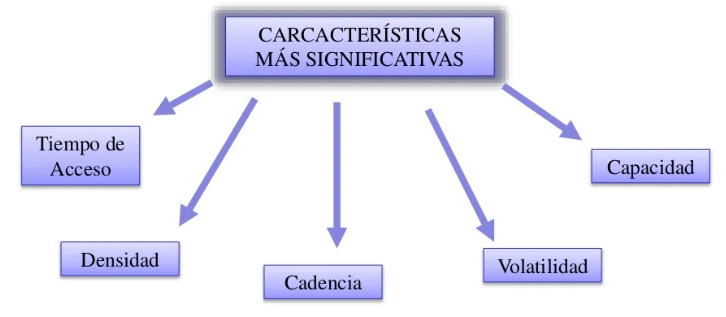 CARCACTERÍSTICAS
MÁS SIGNIFICATIVAS
Tiempo de
Acceso
Capacidad
Densidad
Cadencia
Volatilidad